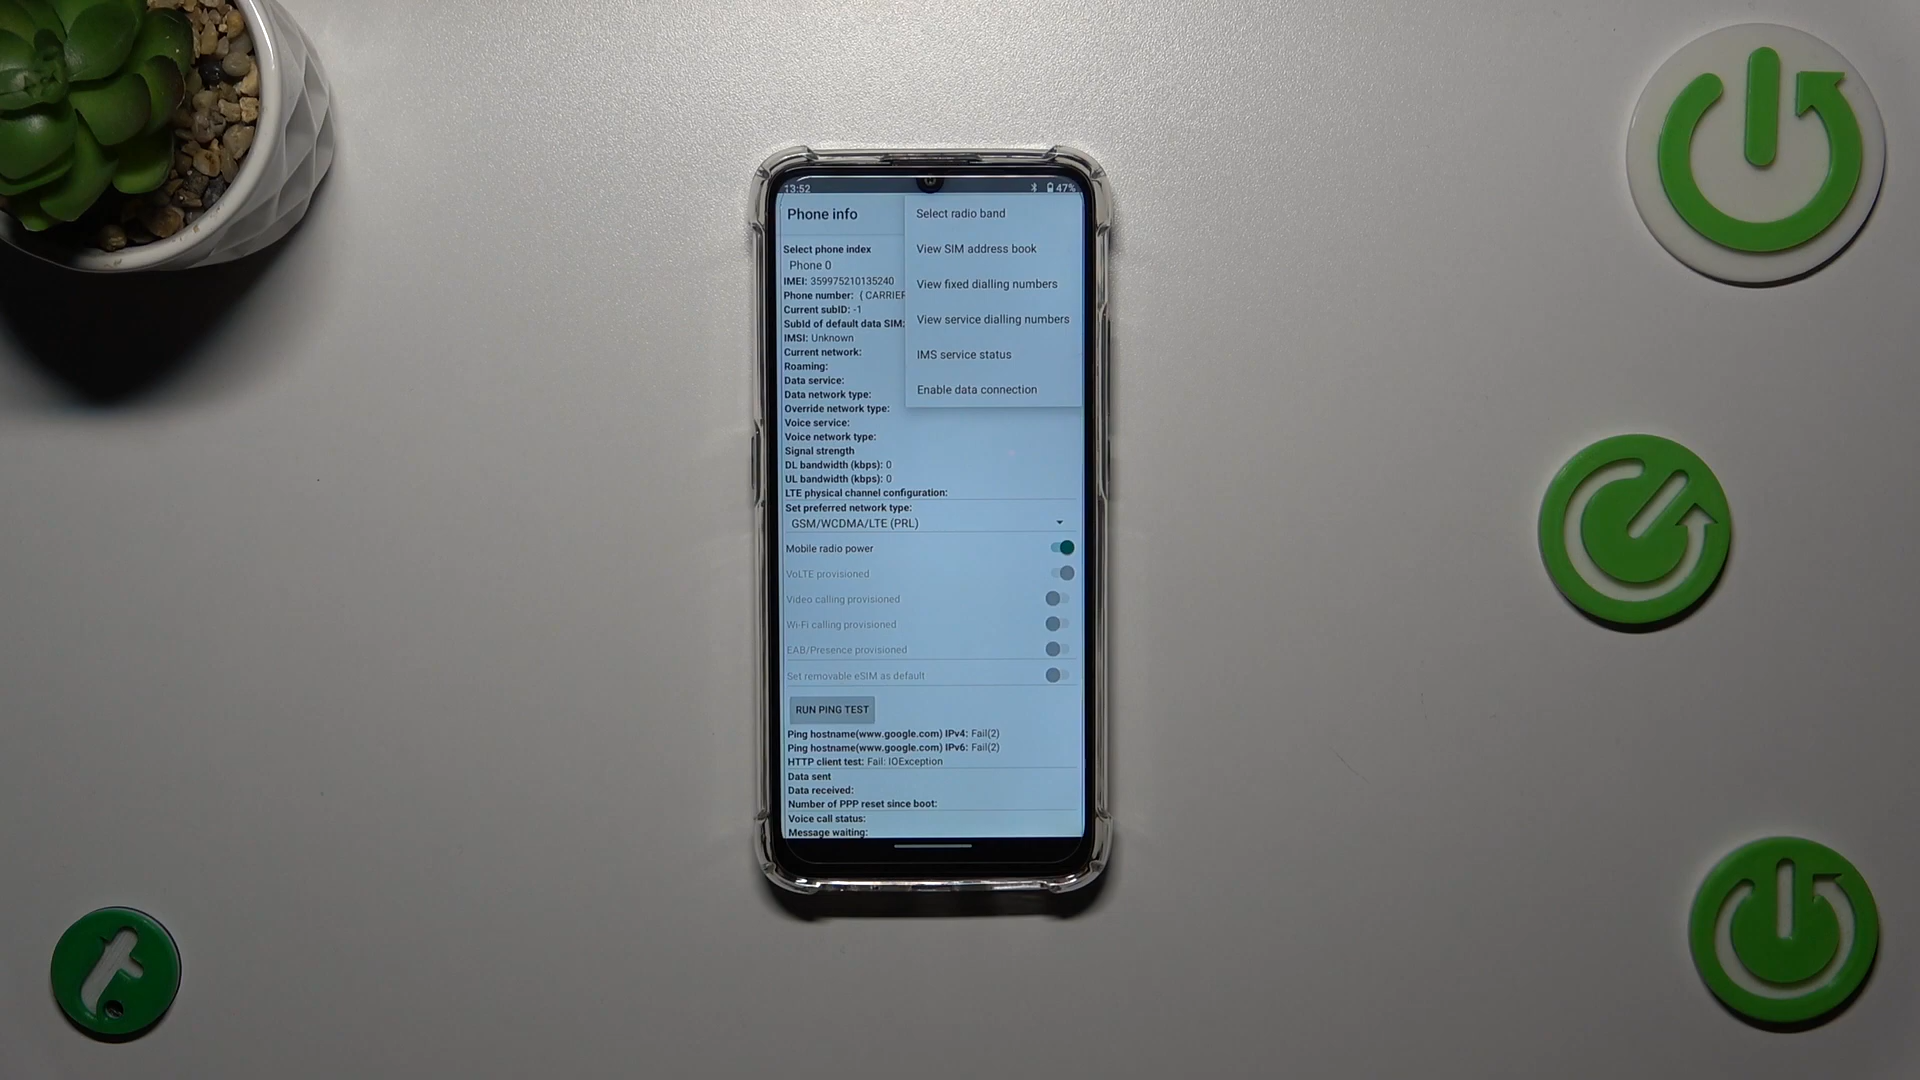 13:52
47%
Phone info
Select radio band
View SIM address book
View fixed dialling numbers
View service dialling numbers
IMS service status
Enable data connection
Select phone index
Phone 0
IMEI: 359975210135240
Phone number: ( CARRIER
Current subID: -1
SubId of default data SIM:
IMSI: Unknown
Current network:
Roaming:
Data service:
Data network type:
Override network type:
Voice service:
Voice network type:
Signal strength
DL bandwidth (kbps): 0
UL bandwidth (kbps): 0
LTE physical channel configuration:
Set preferred network type:
GSM/WCDMA/LTE (PRL)
Mobile radio power
VoLTE provisioned
Video calling provisioned
Wi-Fi calling provisioned
EAB/Presence provisioned
Set removable eSIM as default
RUN PING TEST
Ping hostname(www.google.com) IPv4: Fail(2)
Ping hostname(www.google.com) IPv6: Fail(2)
HTTP client test: Fail: IOException
Data sent
Data received:
Number of PPP reset since boot:
Voice call status:
Message waiting: